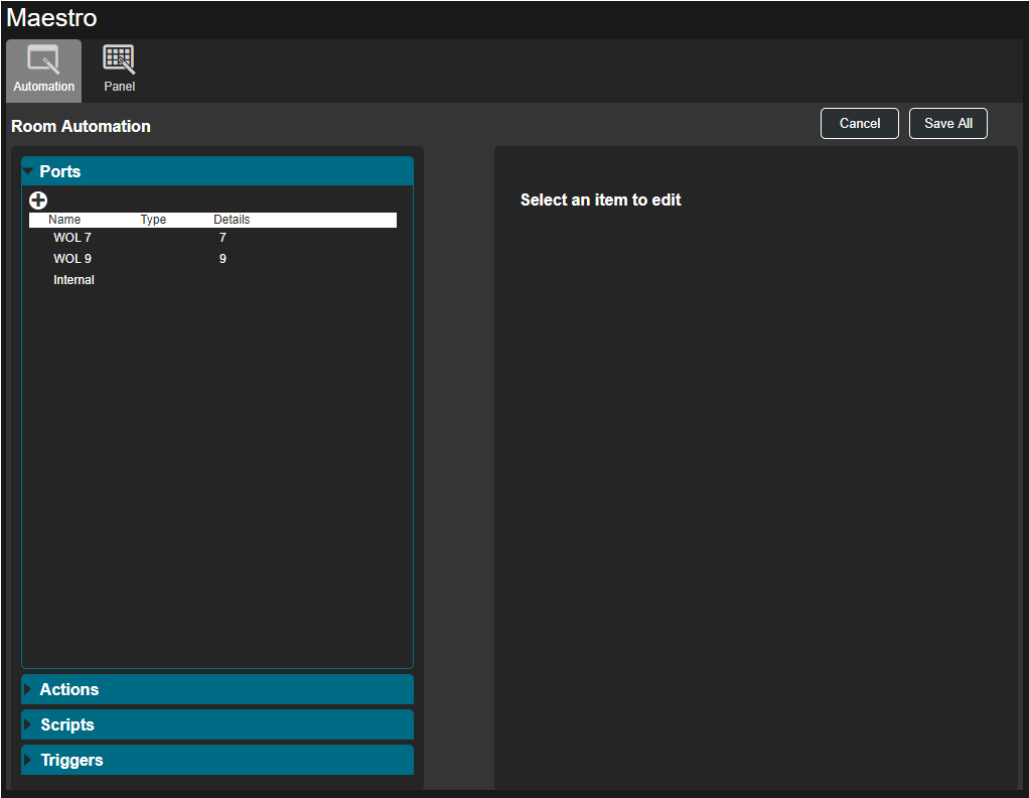 Maestro
Automation Panel
Room Automation Cancel Save All
Ports
Name Type Details
WOL 7 7
WOL 9 9
Internal
Select an item to edit
Actions
Scripts
Triggers